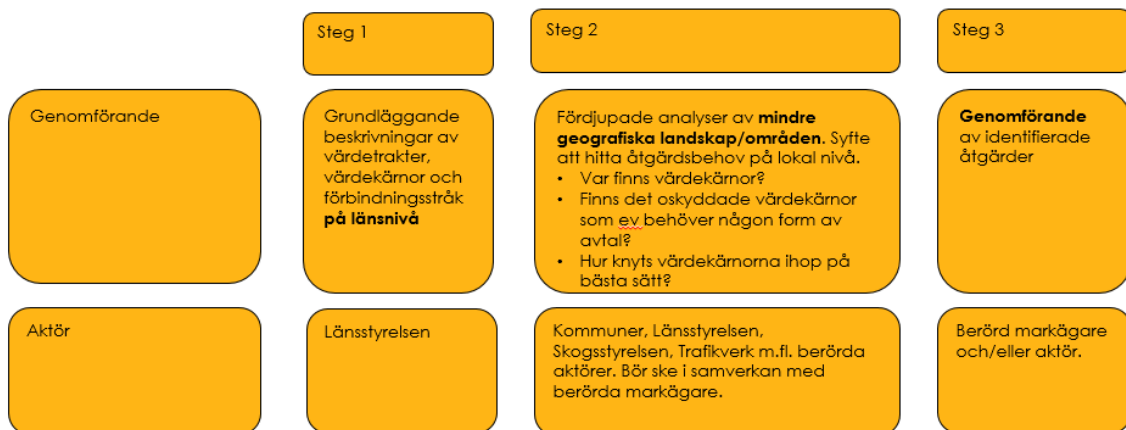 Steg 1
Steg 2
Steg 3
Genomförande
Grundläggande
beskrivningar av
värdetrakter,
värdekärnor och
förbindningsstråk
på länsnivå
Fördjupade analyser av mindre
geografiska landskap/områden. Syfte
att hitta åtgärdsbehov på lokal nivå.
• Var finns värdekärnor?
• Finns det oskyddade värdekärnor
som ev behöver någon form av
avtal?
• Hur knyts värdekärnorna ihop på
bästa sätt?
Genomförande
av identifierade
åtgärder
Aktör
Länsstyrelsen
Kommuner, Länsstyrelsen,
Skogsstyrelsen, Trafikverk m.fl. berörda
aktörer. Bör ske i samverkan med
berörda markägare.
Berörd markägare
och/eller aktör.